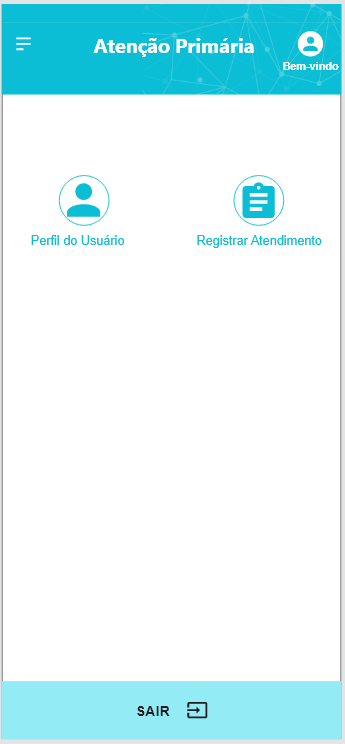 Atenção Primária
Bem-vindo
Perfil do Usuário
Registrar Atendimento
SAIR